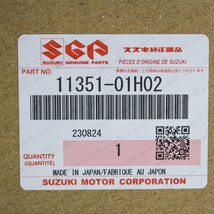 SGP
スズキ純正部品
SUZUKI GENUINE PARTS
PIÈCES D'ORIGINE DE SUZUKI
PART NO.
11351-01H02
230824
QUANTITY
(QUANTITÉ)
1
MADE IN JAPAN/FABRIQUÉ AU JAPON
SUZUKI MOTOR CORPORATION